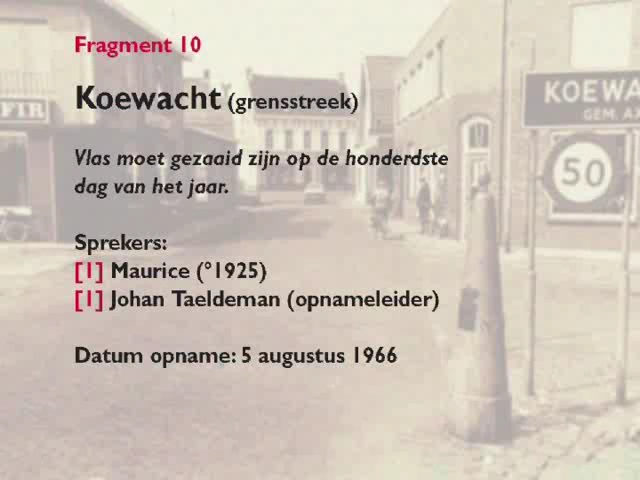 Fragment 10
Koewacht (grensstreek)
Vlas moet gezaaid zijn op de honderdste
dag van het jaar.
Sprekers:
[1] Maurice (°1925)
[1] Johan Taeldeman (opnameleider)
Datum opname: 5 augustus 1966
FIR
KOEWA
GEM. A
50